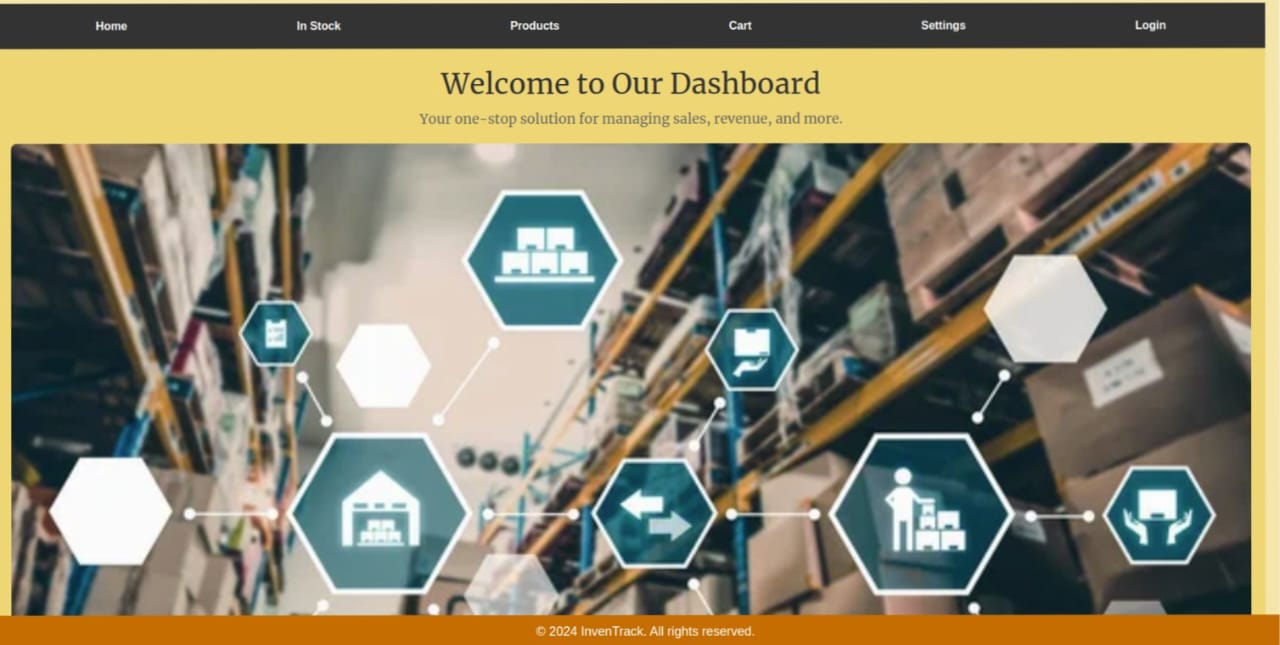 Home In Stock Products Cart Settings Login
Welcome to Our Dashboard
Your one-stop solution for managing sales, revenue, and more.
© 2024 InvenTrack. All rights reserved.